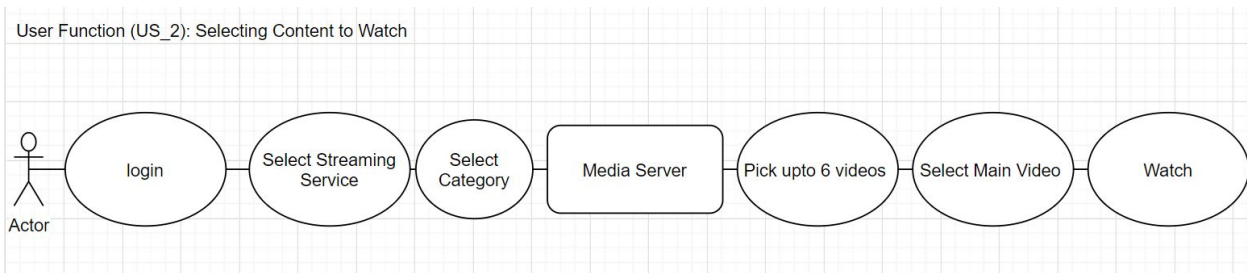 User Function (US_2): Selecting Content to Watch
Actor
login
Select Streaming
Service
Select
Category
Media Server
Pick upto 6 videos
Select Main Video
Watch